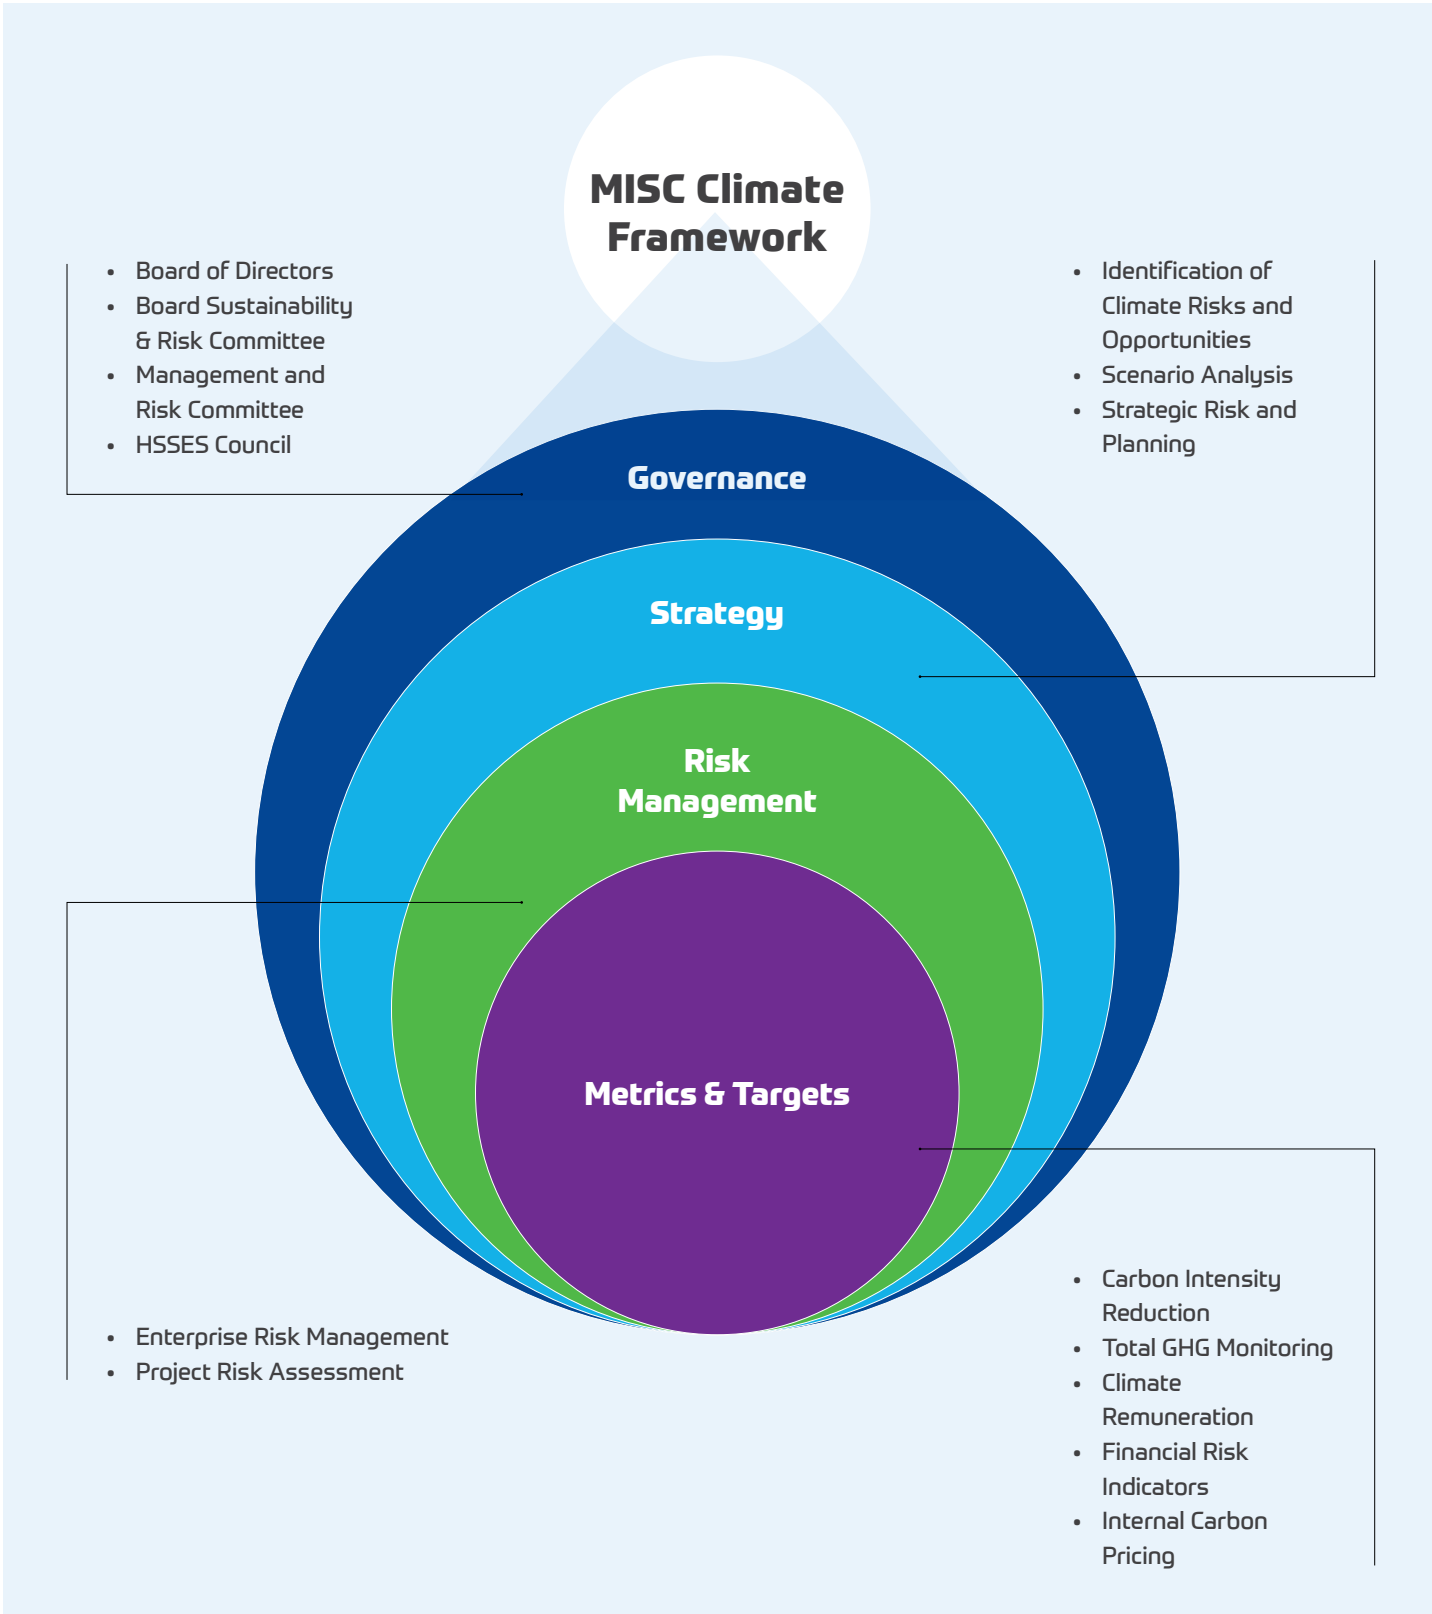 MISC Climate
Framework
• Board of Directors
• Board Sustainability
& Risk Committee
• Management and
Risk Committee
• HSSES Council
• Identification of
Climate Risks and
Opportunities
• Scenario Analysis
• Strategic Risk and
Planning
Governance
Strategy
Risk
Management
Metrics & Targets
• Enterprise Risk Management
• Project Risk Assessment
• Carbon Intensity
Reduction
• Total GHG Monitoring
• Climate
Remuneration
• Financial Risk
Indicators
• Internal Carbon
Pricing